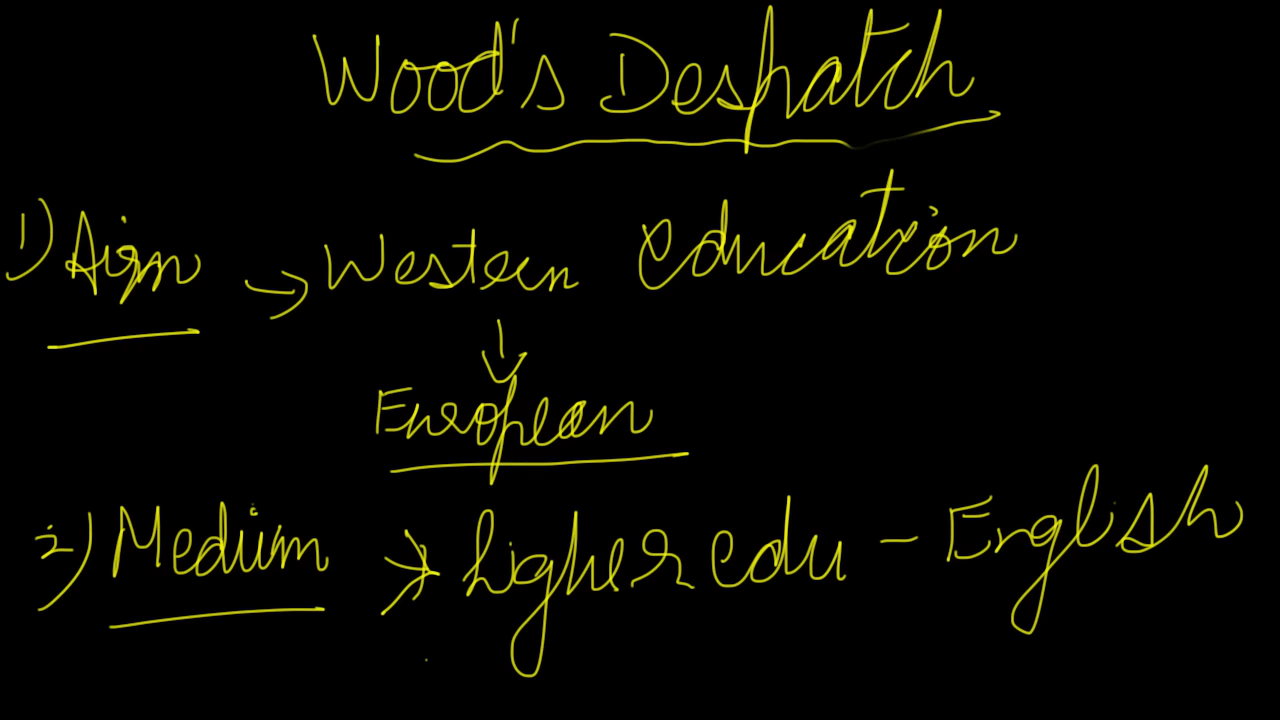 Wood's Despatch
1) Aim → Western education
↓
European
2) Medium → higher edu - English